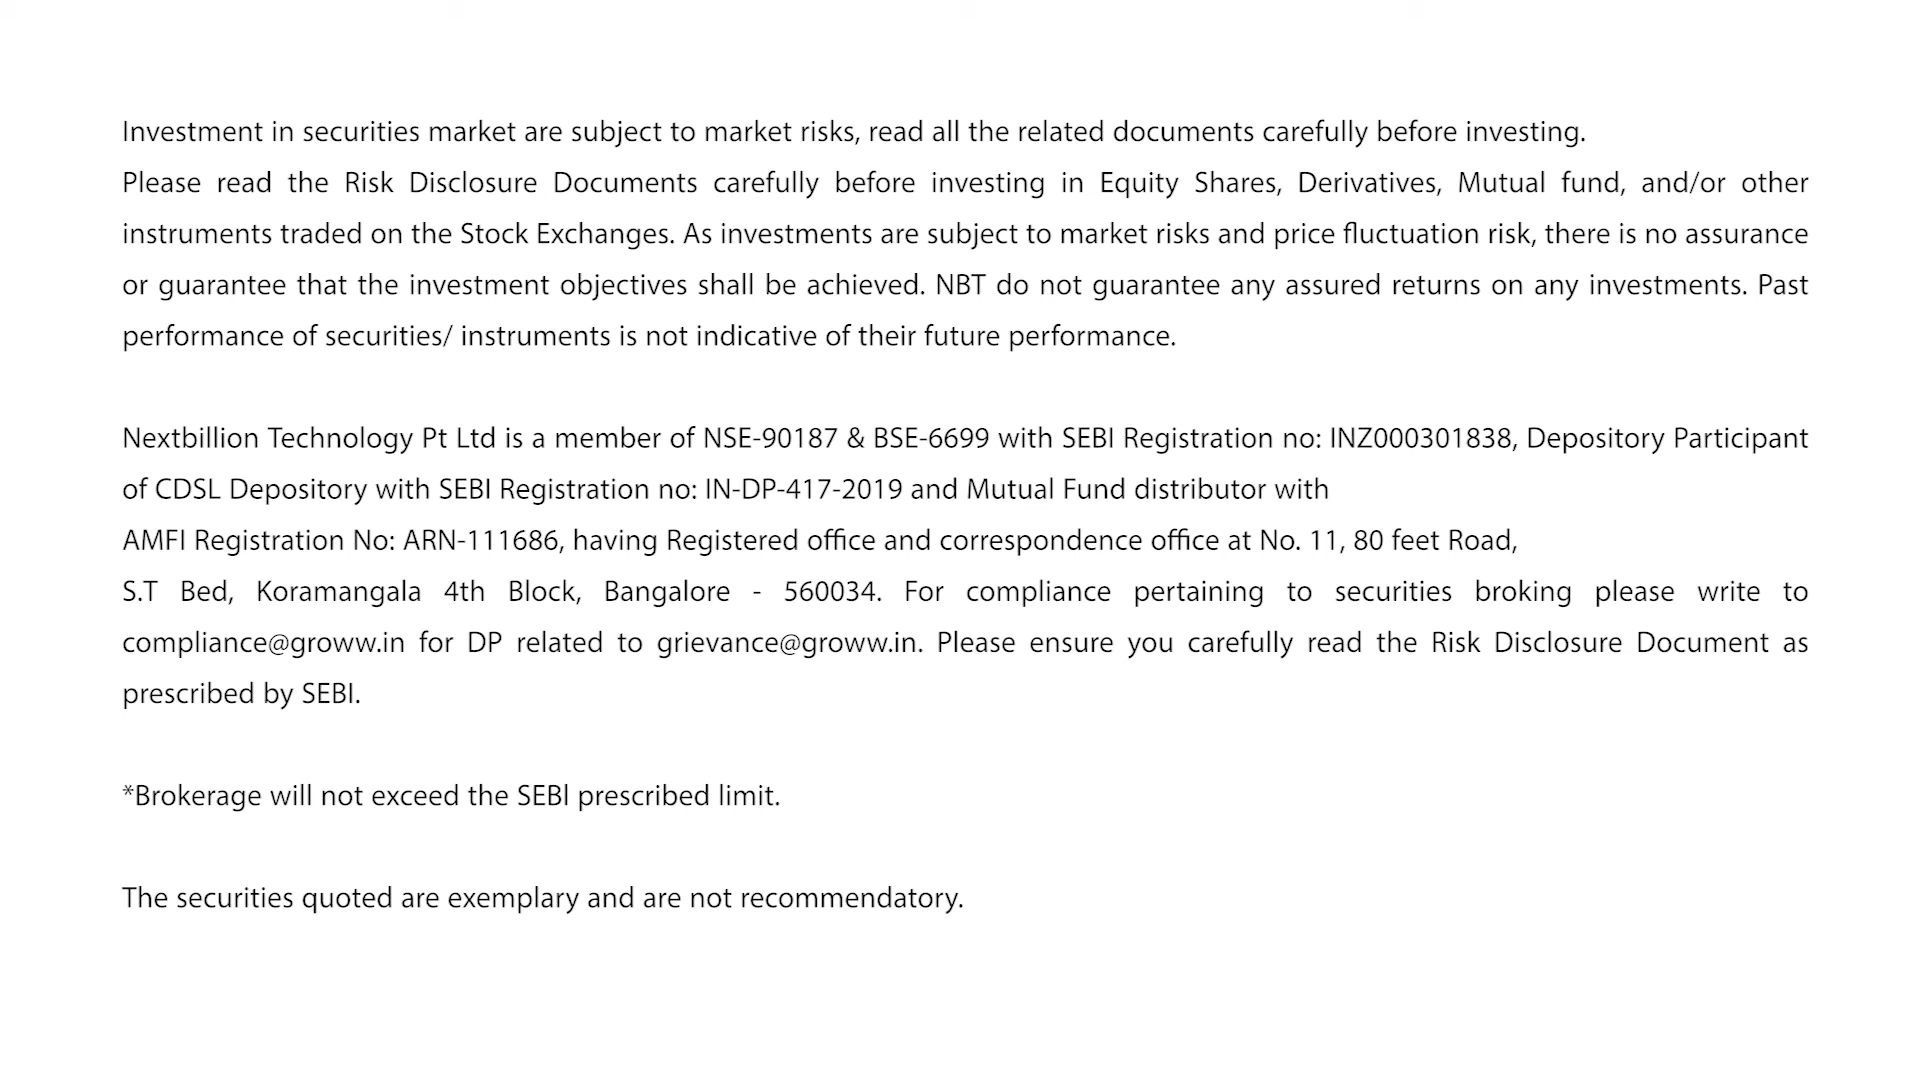 Investment in securities market are subject to market risks, read all the related documents carefully before investing.
Please read the Risk Disclosure Documents carefully before investing in Equity Shares, Derivatives, Mutual fund, and/or other
instruments traded on the Stock Exchanges. As investments are subject to market risks and price fluctuation risk, there is no assurance
or guarantee that the investment objectives shall be achieved. NBT do not guarantee any assured returns on any investments. Past
performance of securities/ instruments is not indicative of their future performance.
Nextbillion Technology Pt Ltd is a member of NSE-90187 & BSE-6699 with SEBI Registration no: INZ000301838, Depository Participant
of CDSL Depository with SEBI Registration no: IN-DP-417-2019 and Mutual Fund distributor with
AMFI Registration No: ARN-111686, having Registered office and correspondence office at No. 11, 80 feet Road,
S.T Bed, Koramangala 4th Block, Bangalore - 560034. For compliance pertaining to securities broking please write to
compliance@groww.in for DP related to grievance@groww.in. Please ensure you carefully read the Risk Disclosure Document as
prescribed by SEBI.
*Brokerage will not exceed the SEBl prescribed limit.
The securities quoted are exemplary and are not recommendatory.